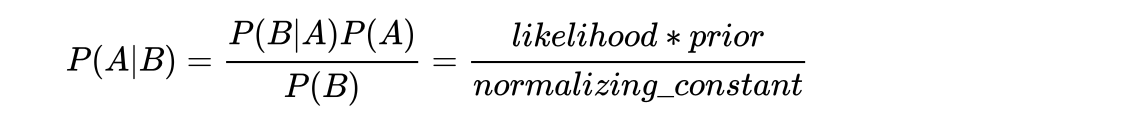 P(A|B) = P(B|A)P(A) / P(B) = likelihood * prior / normalizing_constant